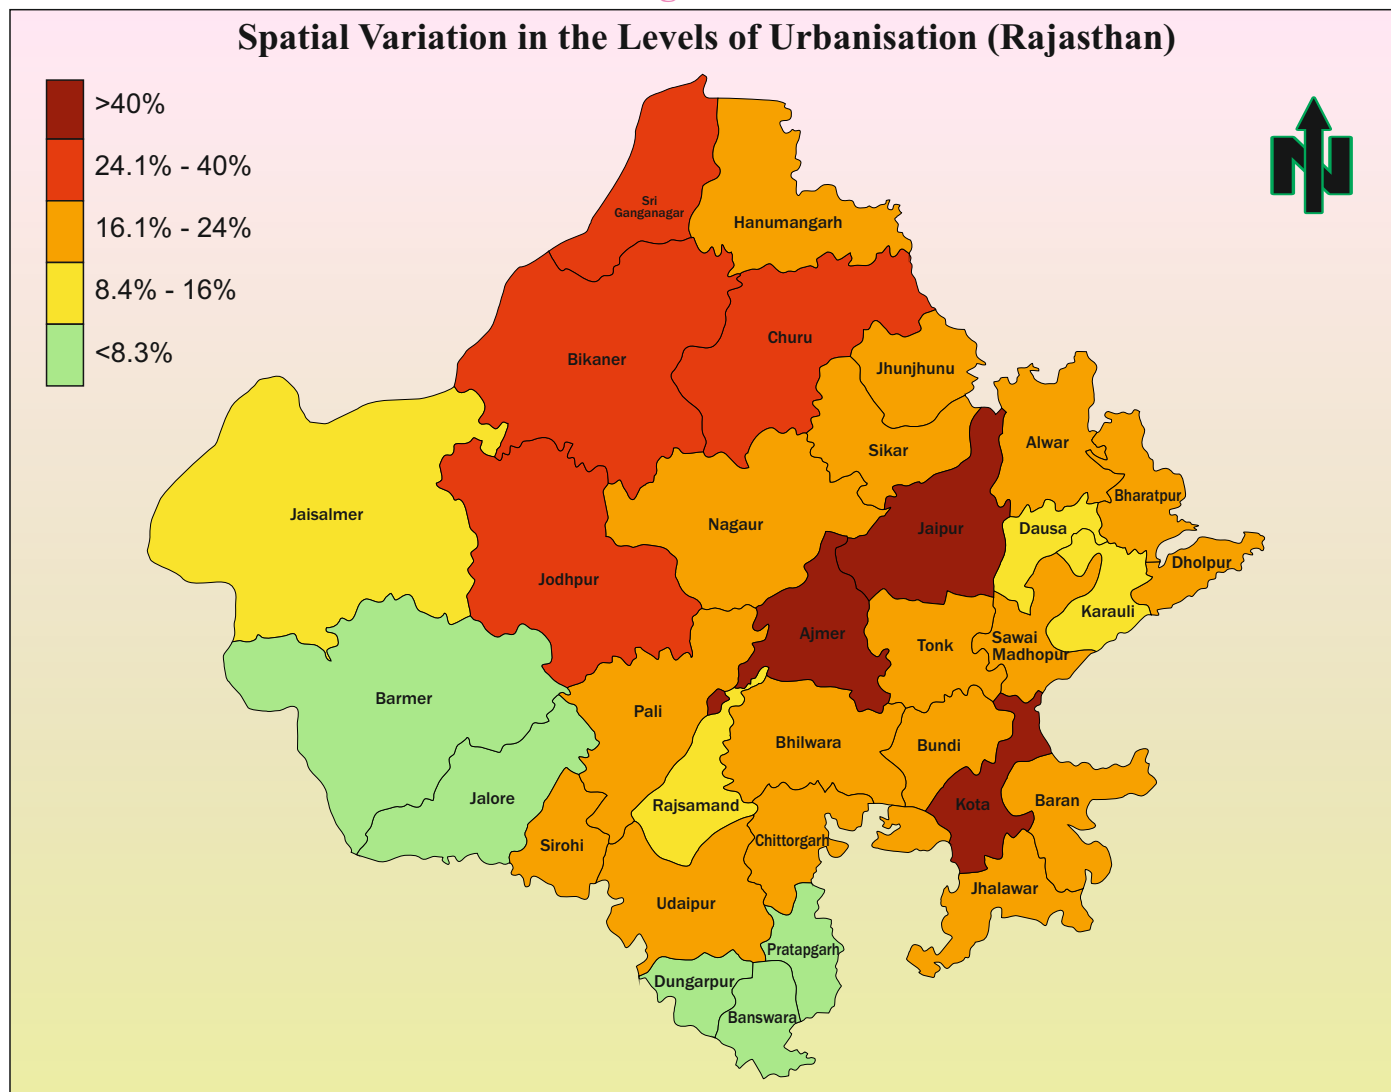 Spatial Variation in the Levels of Urbanisation (Rajasthan)
>40%
24.1% - 40%
16.1% - 24%
8.4% - 16%
<8.3%
N
Sri
Ganganagar
Hanumangarh
Churu
Bikaner
Jhunjhunu
Alwar
Sikar
Bharatpur
Jaisalmer
Nagaur
Jaipur
Dausa
Dholpur
Jodhpur
Karauli
Ajmer
Tonk
Sawai
Madhopur
Barmer
Pali
Bhilwara
Bundi
Jalore
Rajsamand
Kota
Baran
Sirohi
Chittorgarh
Jhalawar
Udaipur
Pratapgarh
Dungarpur
Banswara